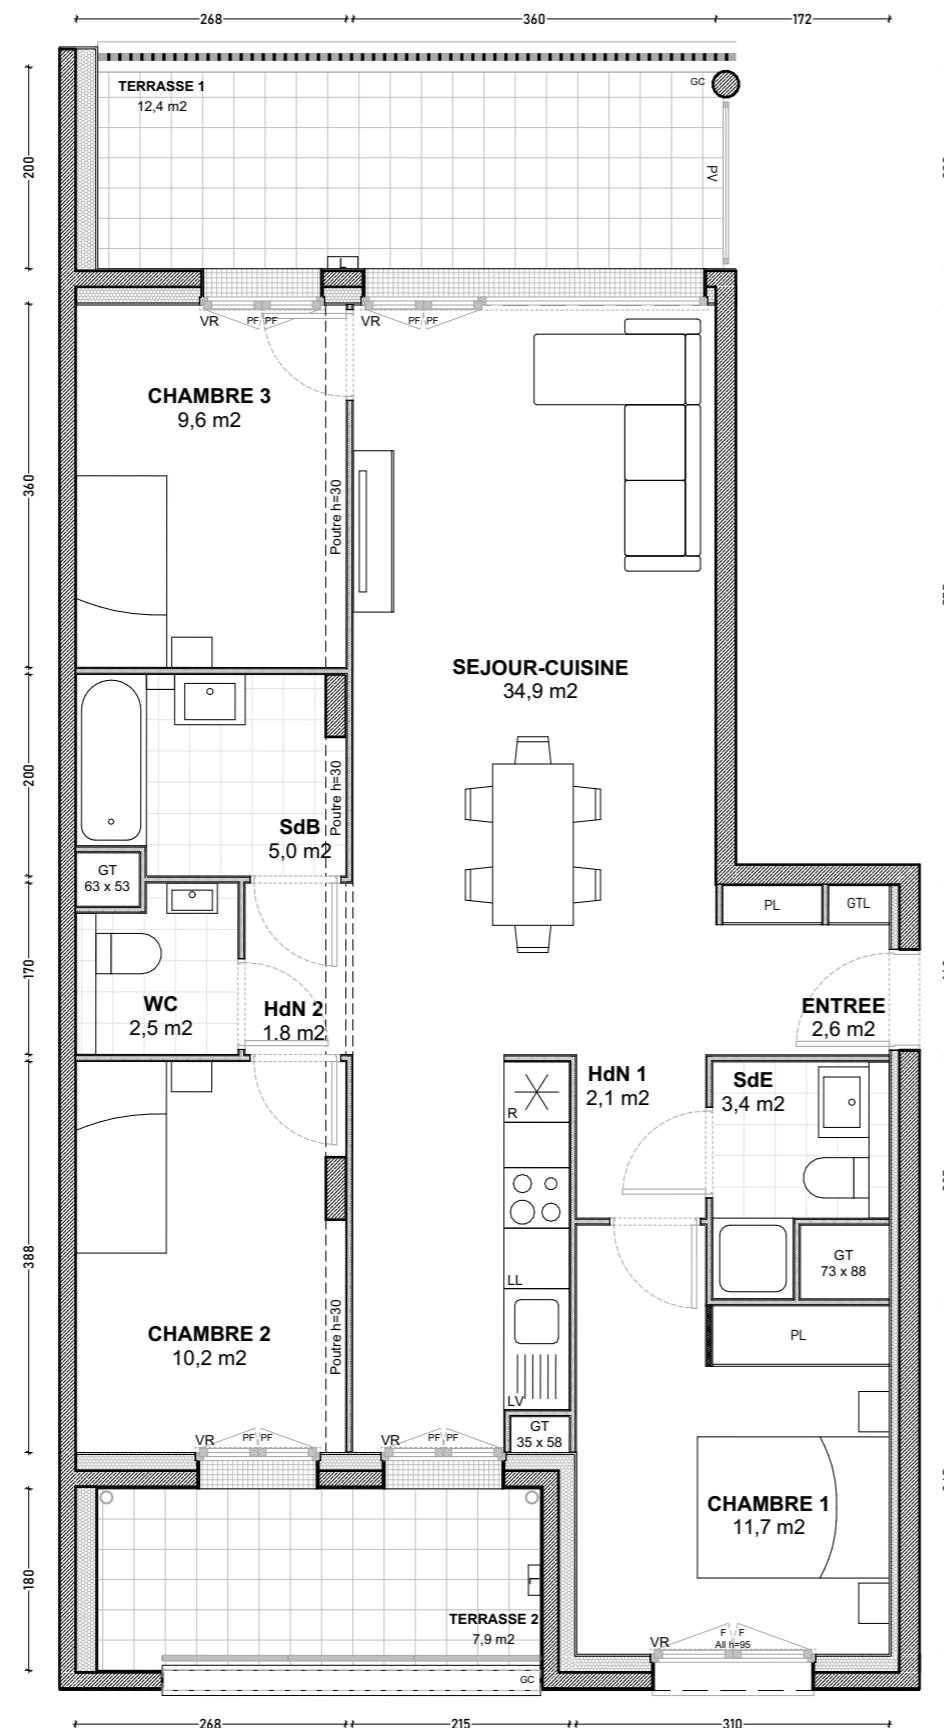 268
360
172
TERRASSE 1
12,4 m2
GC
200
PV
L
VR
PF
PF
VR
PF
PF
CHAMBRE 3
9,6 m2
360
Poutre h=30
SEJOUR-CUISINE
34,9 m2
200
Poutre h=30
SdB
5,0 m2
GT
63 x 53
PL
GTL
170
WC
2,5 m2
HdN 2
1.8 m2
ENTREE
2,6 m2
HdN 1
2,1 m2
SdE
3,4 m2
R
388
LL
GT
73 x 88
CHAMBRE 2
10,2 m2
Poutre h=30
PL
LV
GT
35 x 58
VR
PF
PF
VR
PF
PF
CHAMBRE 1
11,7 m2
180
L
TERRASSE 2
7,9 m2
VR
F
F
All h=95
GC
268
215
310